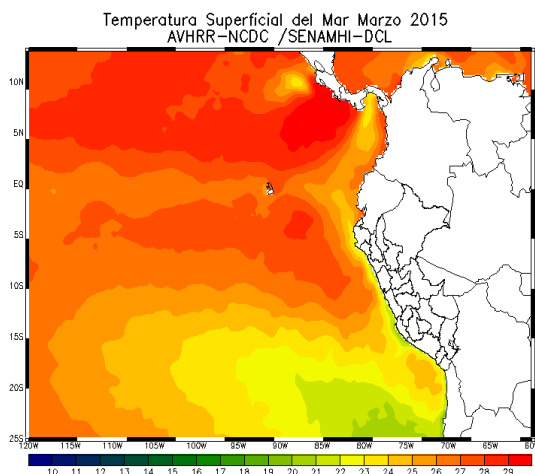 Temperatura Superficial del Mar Marzo 2015
AVHRR-NCDC /SENAMHI-DCL
10N
5N
EQ
5S
10S
15S
20S
25S
120W 115W 110W 105W 100W 95W 90W 85W 80W 75W 70W 65W 60W
10 11 12 13 14 15 16 17 18 19 20 21 22 23 24 25 26 27 28 29